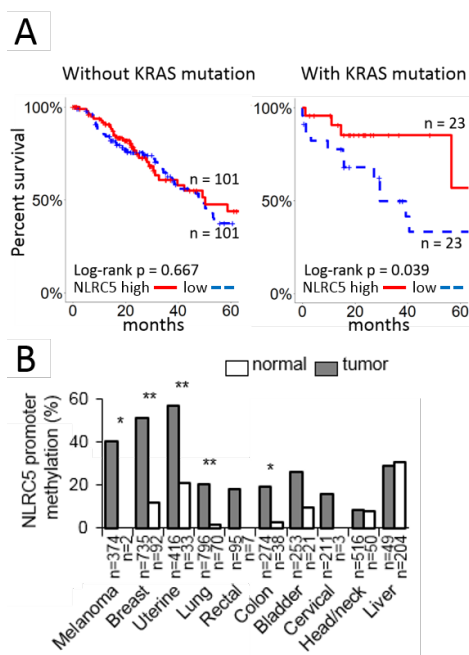 A
Without KRAS mutation
With KRAS mutation
Percent survival
100%
50%
0%
n = 101
n = 101
Log-rank p = 0.667
NLRC5 high low
0 20 40 60
months
100%
50%
0%
n = 23
n = 23
Log-rank p = 0.039
NLRC5 high low
0 20 40 60
months
B
normal tumor
NLRC5 promoter
methylation (%)
60
40
20
0
* ** ** ** *
n=374
n=2
n=735
n=92
n=416
n=33
n=796
n=70
n=95
n=7
n=274
n=38
n=253
n=21
n=211
n=3
n=516
n=50
n=49
n=204
Melanoma
Breast
Uterine
Lung
Rectal
Colon
Bladder
Cervical
Head/neck
Liver